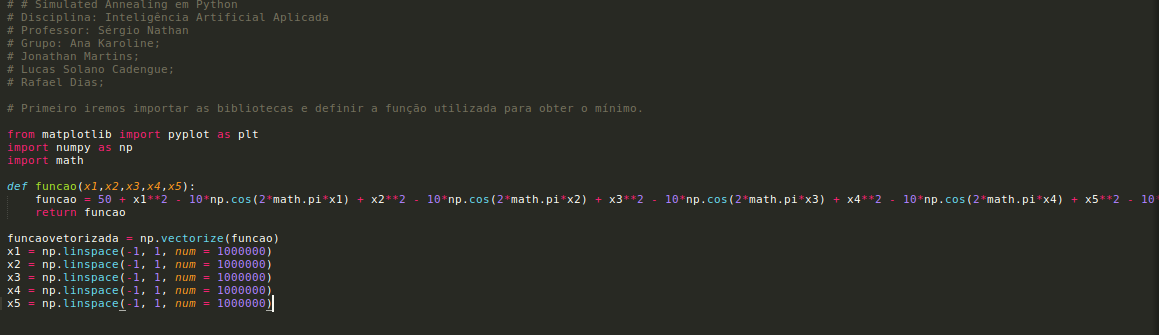 # # Simulated Annealing em Python
# Disciplina: Inteligência Artificial Aplicada
# Professor: Sérgio Nathan
# Grupo: Ana Karoline;
# Jonathan Martins;
# Lucas Solano Cadengue;
# Rafael Dias;
# Primeiro iremos importar as bibliotecas e definir a função utilizada para obter o mínimo.
from matplotlib import pyplot as plt
import numpy as np
import math
def funcao(x1,x2,x3,x4,x5):
    funcao = 50 + x1**2 - 10*np.cos(2*math.pi*x1) + x2**2 - 10*np.cos(2*math.pi*x2) + x3**2 - 10*np.cos(2*math.pi*x3) + x4**2 - 10*np.cos(2*math.pi*x4) + x5**2 - 10*
    return funcao
funcaovetorizada = np.vectorize(funcao)
x1 = np.linspace(-1, 1, num = 1000000)
x2 = np.linspace(-1, 1, num = 1000000)
x3 = np.linspace(-1, 1, num = 1000000)
x4 = np.linspace(-1, 1, num = 1000000)
x5 = np.linspace(-1, 1, num = 1000000)